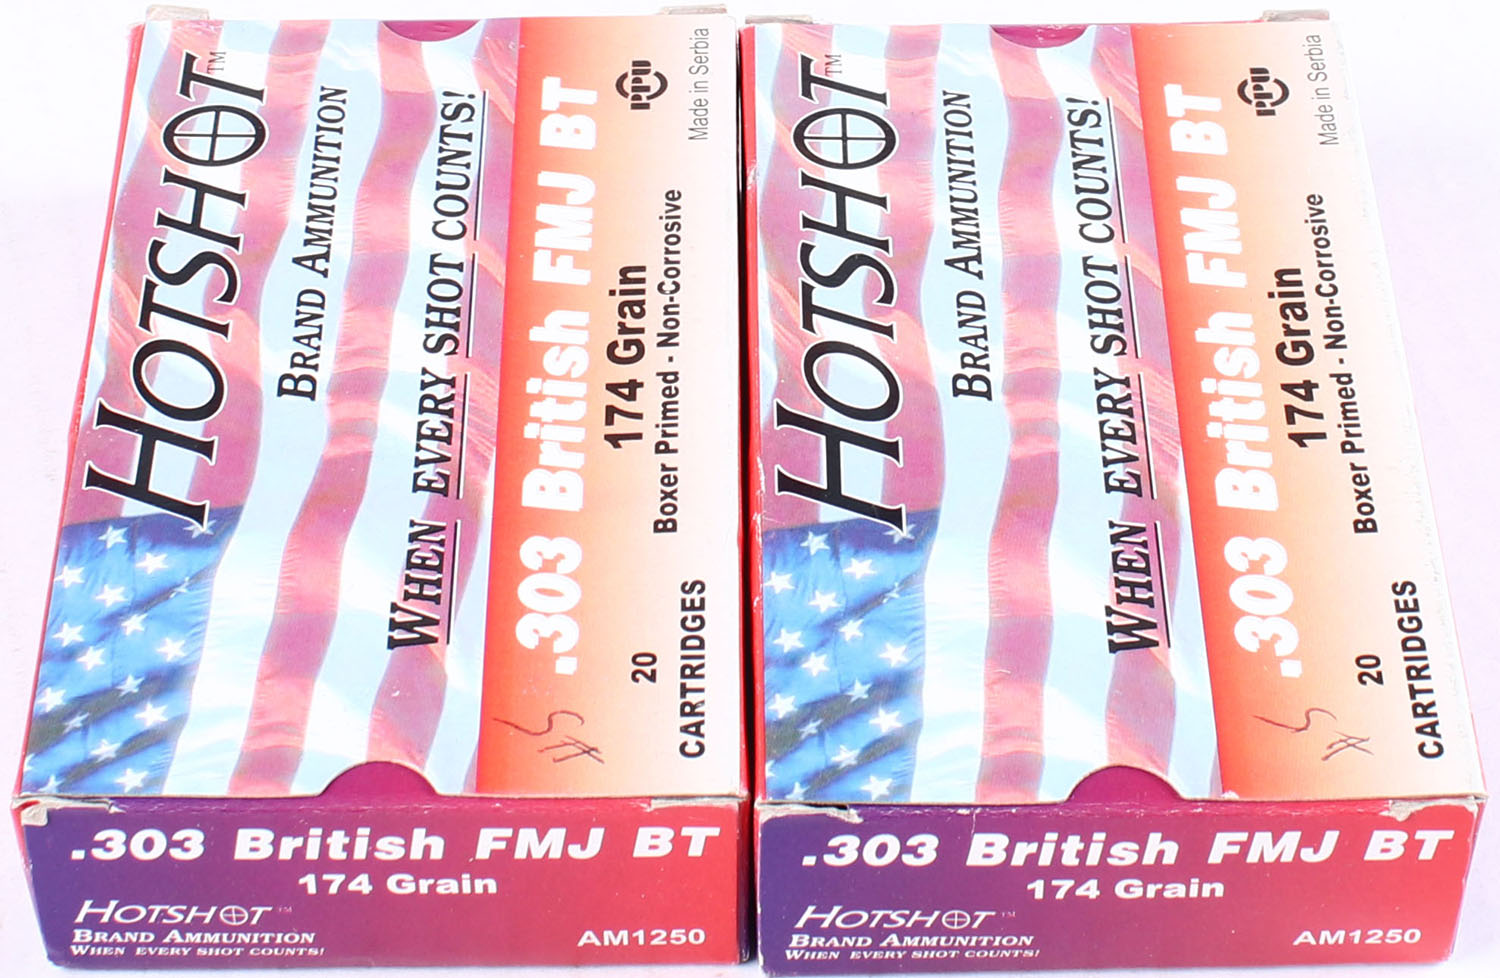 HOTSHOT™
BRAND AMMUNITION
WHEN EVERY SHOT COUNTS!
.303 British FMJ BT
174 Grain
Boxer Primed - Non-Corrosive
20
CARTRIDGES
PPU
Made in Serbia
.303 British FMJ BT
174 Grain
HOTSHOT™
BRAND AMMUNITION
WHEN EVERY SHOT COUNTS!
AM1250
HOTSHOT™
BRAND AMMUNITION
WHEN EVERY SHOT COUNTS!
.303 British FMJ BT
174 Grain
Boxer Primed - Non-Corrosive
20
CARTRIDGES
PPU
Made in Serbia
.303 British FMJ BT
174 Grain
HOTSHOT™
BRAND AMMUNITION
WHEN EVERY SHOT COUNTS!
AM1250